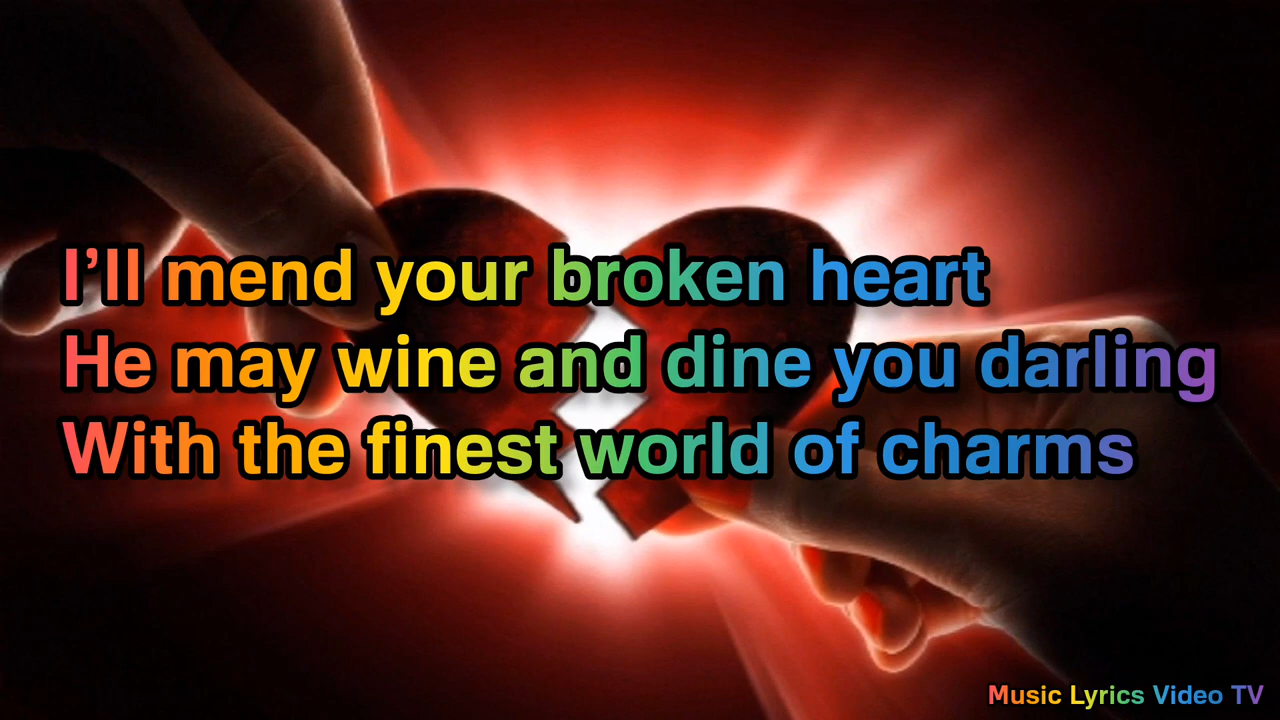 I’ll mend your broken heart
He may wine and dine you darling
With the finest world of charms
Music Lyrics Video TV